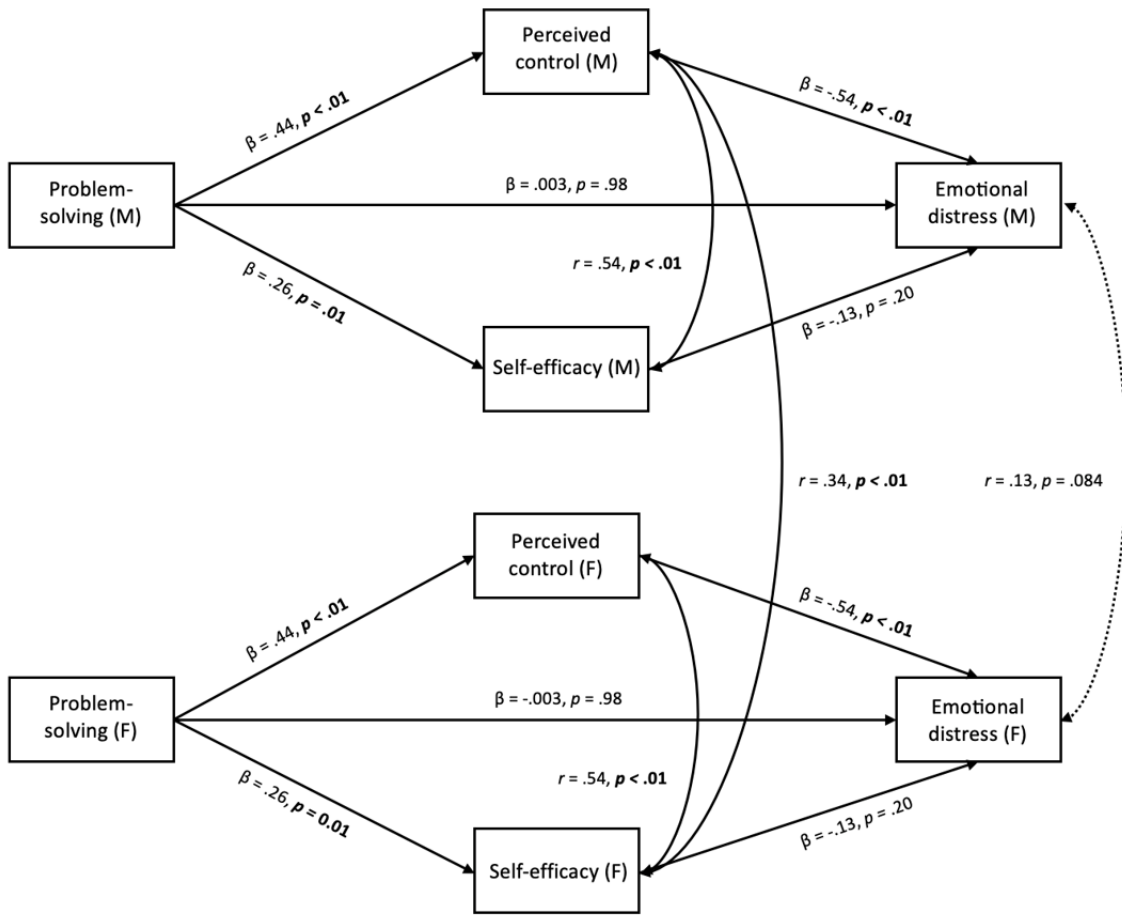 Perceived
control (M)
β = .44, p < .01
β = -.54, p < .01
Problem-
solving (M)
β = .003, p = .98
Emotional
distress (M)
β = .26, p = .01
r = .54, p < .01
β = -.13, p = .20
Self-efficacy (M)
r = .34, p < .01
r = .13, p = .084
Perceived
control (F)
β = .44, p < .01
β = -.54, p < .01
Problem-
solving (F)
β = -.003, p = .98
Emotional
distress (F)
β = .26, p = 0.01
r = .54, p < .01
β = -.13, p = .20
Self-efficacy (F)